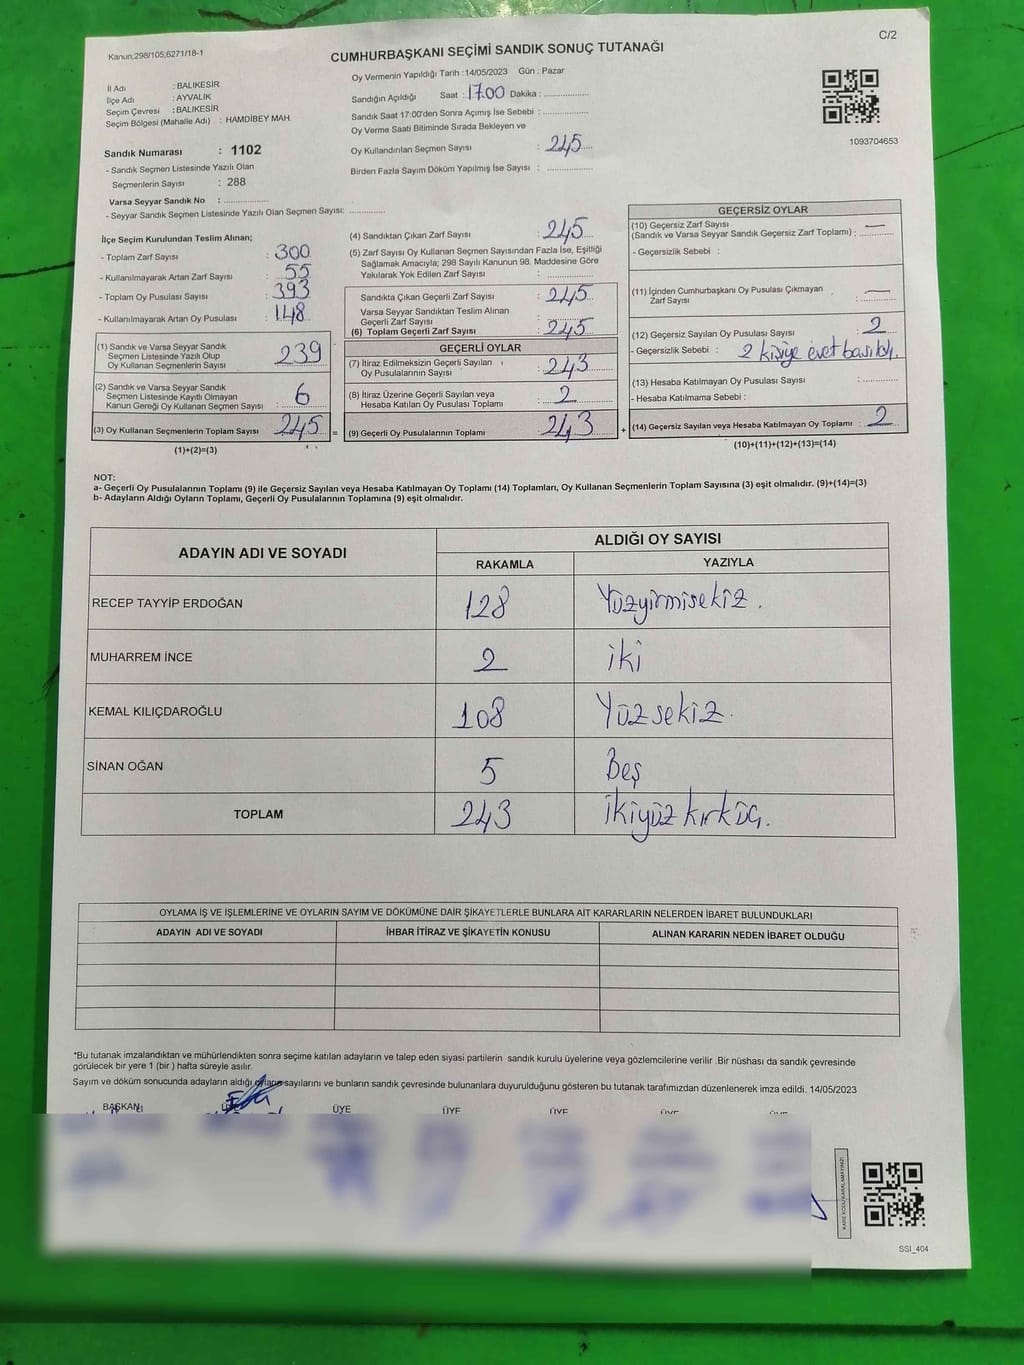 Kanun;298/105;6271/18-1
C/2
CUMHURBAŞKANI SEÇİMİ SANDIK SONUÇ TUTANAĞI
İl Adı : BALIKESİR
İlçe Adı : AYVALIK
Seçim Çevresi : BALIKESİR
Seçim Bölgesi (Mahalle Adı) : HAMDİBEY MAH.
Sandık Numarası : 1102
- Sandık Seçmen Listesinde Yazılı Olan
Seçmenlerin Sayısı : 288
Varsa Seyyar Sandık No : ............
- Seyyar Sandık Seçmen Listesinde Yazılı Olan Seçmen Sayısı: ............
Oy Vermenin Yapıldığı Tarih :14/05/2023 Gün : Pazar
Sandığın Açıldığı Saat : 17.00 Dakika : ............
Sandık Saat 17:00'den Sonra Açımış İse Sebebi : ............
Oy Verme Saati Bitiminde Sırada Bekleyen ve
Oy Kullandırılan Seçmen Sayısı : 245
Birden Fazla Sayım Döküm Yapılmış İse Sayısı : ............
1093704653
İlçe Seçim Kurulundan Teslim Alınan;
- Toplam Zarf Sayısı : 300
- Kullanılmayarak Artan Zarf Sayısı : 55
- Toplam Oy Pusulası Sayısı : 393
- Kullanılmayarak Artan Oy Pusulası : 148
(1) Sandık ve Varsa Seyyar Sandık
Seçmen Listesinde Yazılı Olup
Oy Kullanan Seçmenlerin Sayısı : 239
(2) Sandık ve Varsa Seyyar Sandık
Seçmen Listesinde Kayıtlı Olmayan
Kanun Gereği Oy Kullanan Seçmen Sayısı : 6
(3) Oy Kullanan Seçmenlerin Toplam Sayısı : 245 =
(1)+(2)=(3)
(4) Sandıktan Çıkan Zarf Sayısı : 245
(5) Zarf Sayısı Oy Kullanan Seçmen Sayısından Fazla İse, Eşitliği
Sağlamak Amacıyla; 298 Sayılı Kanunun 98. Maddesine Göre
Yakılarak Yok Edilen Zarf Sayısı : ............
Sandıkta Çıkan Geçerli Zarf Sayısı : 245
Varsa Seyyar Sandıktan Teslim Alınan
Geçerli Zarf Sayısı :
(6) Toplam Geçerli Zarf Sayısı : 245
GEÇERLİ OYLAR
(7) İtiraz Edilmeksizin Geçerli Sayılan
Oy Pusulalarının Sayısı : 243
(8) İtiraz Üzerine Geçerli Sayılan veya
Hesaba Katılan Oy Pusulası Toplamı : 2
(9) Geçerli Oy Pusulalarının Toplamı : 243 +
GEÇERSİZ OYLAR
(10) Geçersiz Zarf Sayısı
(Sandık ve Varsa Seyyar Sandık Geçersiz Zarf Toplamı) : —
- Geçersizlik Sebebi :
(11) İçinden Cumhurbaşkanı Oy Pusulası Çıkmayan
Zarf Sayısı : —
(12) Geçersiz Sayılan Oy Pusulası Sayısı : 2
- Geçersizlik Sebebi : 2 kişiye evet basıldı.
(13) Hesaba Katılmayan Oy Pusulası Sayısı : ............
- Hesaba Katılmama Sebebi :
(14) Geçersiz Sayılan veya Hesaba Katılmayan Oy Toplamı : 2
(10)+(11)+(12)+(13)=(14)
NOT:
a- Geçerli Oy Pusulalarının Toplamı (9) ile Geçersiz Sayılan veya Hesaba Katılmayan Oy Toplamı (14) Toplamları, Oy Kullanan Seçmenlerin Toplam Sayısına (3) eşit olmalıdır. (9)+(14)=(3)
b- Adayların Aldığı Oyların Toplamı, Geçerli Oy Pusulalarının Toplamına (9) eşit olmalıdır.
ADAYIN ADI VE SOYADI
ALDIĞI OY SAYISI
RAKAMLA YAZIYLA
RECEP TAYYİP ERDOĞAN 128 Yüzyirmisekiz.
MUHARREM İNCE 2 iki
KEMAL KILIÇDAROĞLU 108 Yüzsekiz.
SİNAN OĞAN 5 Beş
TOPLAM 243 İkiyüzkırküç.
OYLAMA İŞ VE İŞLEMLERİNE VE OYLARIN SAYIM VE DÖKÜMÜNE DAİR ŞİKAYETLERLE BUNLARA AİT KARARLARIN NELERDEN İBARET BULUNDUKLARI
ADAYIN ADI VE SOYADI İHBAR İTİRAZ VE ŞİKAYETİN KONUSU ALINAN KARARIN NEDEN İBARET OLDUĞU
*Bu tutanak imzalandıktan ve mühürlendikten sonra seçime katılan adayların ve talep eden siyasi partilerin sandık kurulu üyelerine veya gözlemcilerine verilir .Bir nüshası da sandık çevresinde
görülecek bir yere 1 (bir ) hafta süreyle asılır.
Sayım ve döküm sonucunda adayların aldığı oyların sayılarını ve bunların sandık çevresinde bulunanlara duyurulduğunu gösteren bu tutanak tarafımızdan düzenlenerek imza edildi. 14/05/2023
BAŞKAN ÜYE ÜYE ÜYE ÜYE ÜYE
SSI_404